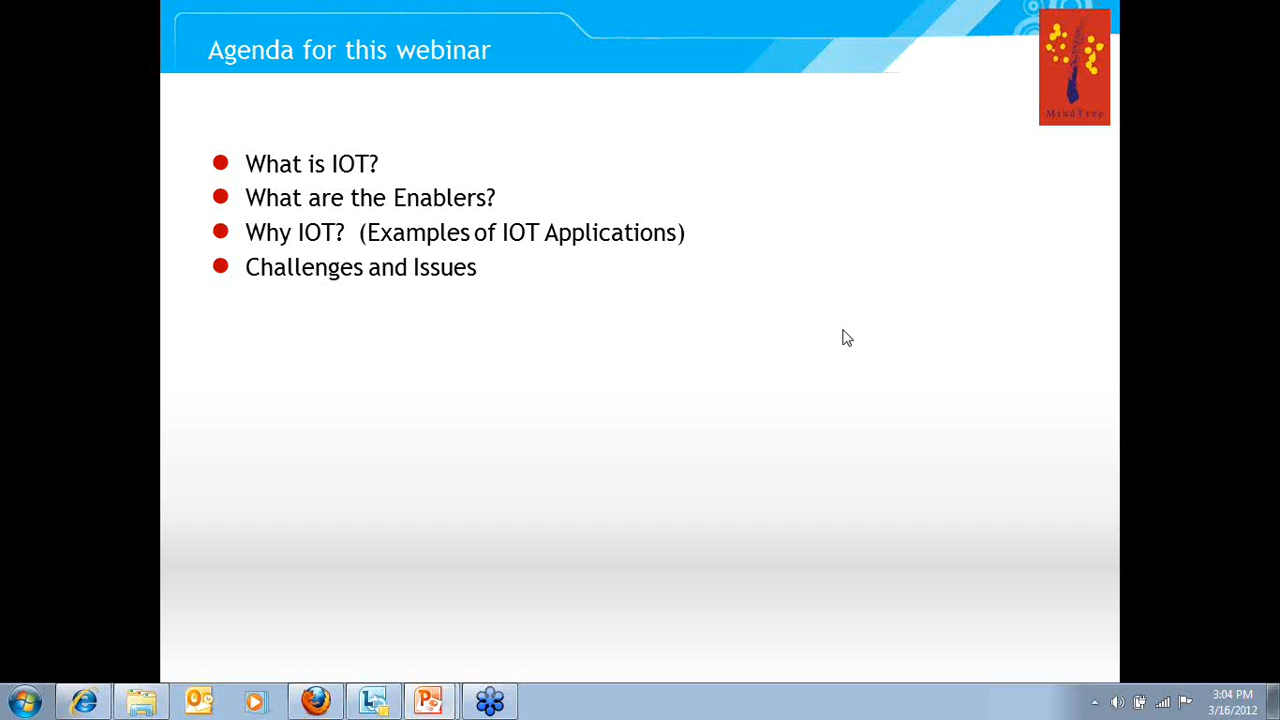 Agenda for this webinar
MindTree
What is IOT?
What are the Enablers?
Why IOT? (Examples of IOT Applications)
Challenges and Issues
3:04 PM
3/16/2012